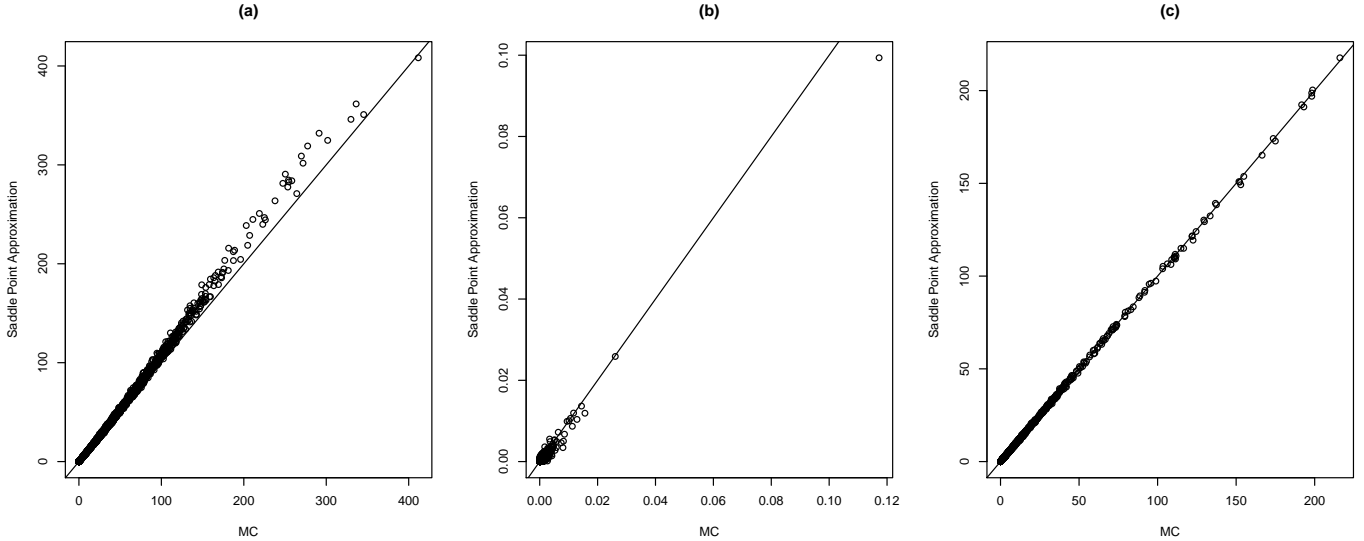 (a)
400
300
200
100
0
Saddle Point Approximation
0 100 200 300 400
MC
(b)
0.10
0.08
0.06
0.04
0.02
0.00
Saddle Point Approximation
0.00 0.02 0.04 0.06 0.08 0.10 0.12
MC
(c)
200
150
100
50
0
Saddle Point Approximation
0 50 100 150 200
MC